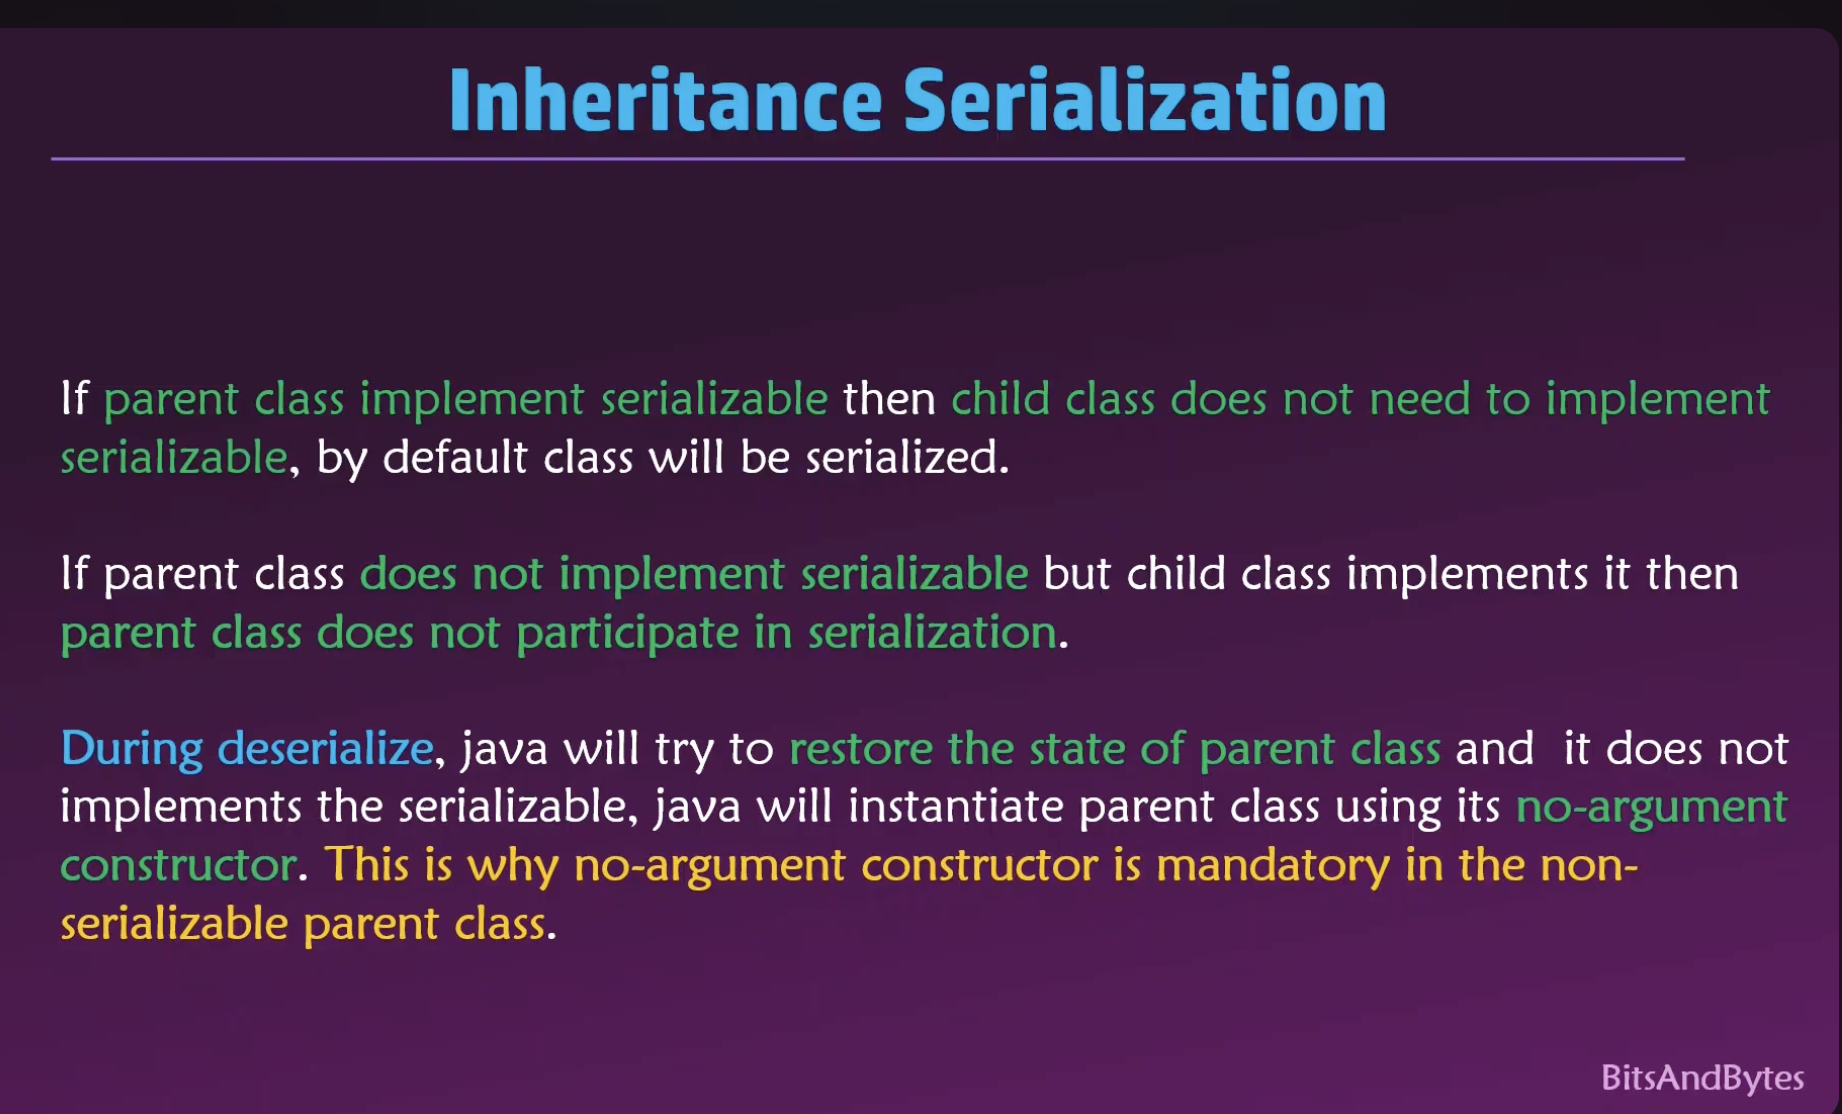 Inheritance Serialization
If parent class implement serializable then child class does not need to implement
serializable, by default class will be serialized.
If parent class does not implement serializable but child class implements it then
parent class does not participate in serialization.
During deserialize, java will try to restore the state of parent class and it does not
implements the serializable, java will instantiate parent class using its no-argument
constructor. This is why no-argument constructor is mandatory in the non-
serializable parent class.
BitsAndBytes